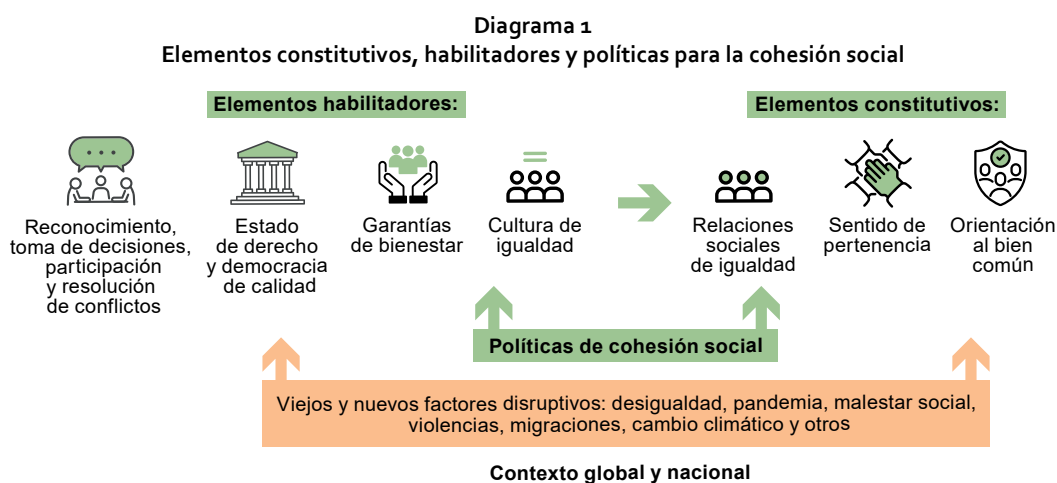 Diagrama 1
Elementos constitutivos, habilitadores y políticas para la cohesión social
Elementos habilitadores:
Reconocimiento,
toma de decisiones,
participación
y resolución
de conflictos
Estado
de derecho
y democracia
de calidad
Garantías
de bienestar
Cultura de
igualdad
Elementos constitutivos:
Relaciones
sociales
de igualdad
Sentido de
pertenencia
Orientación
al bien
común
Políticas de cohesión social
Viejos y nuevos factores disruptivos: desigualdad, pandemia, malestar social,
violencias, migraciones, cambio climático y otros
Contexto global y nacional